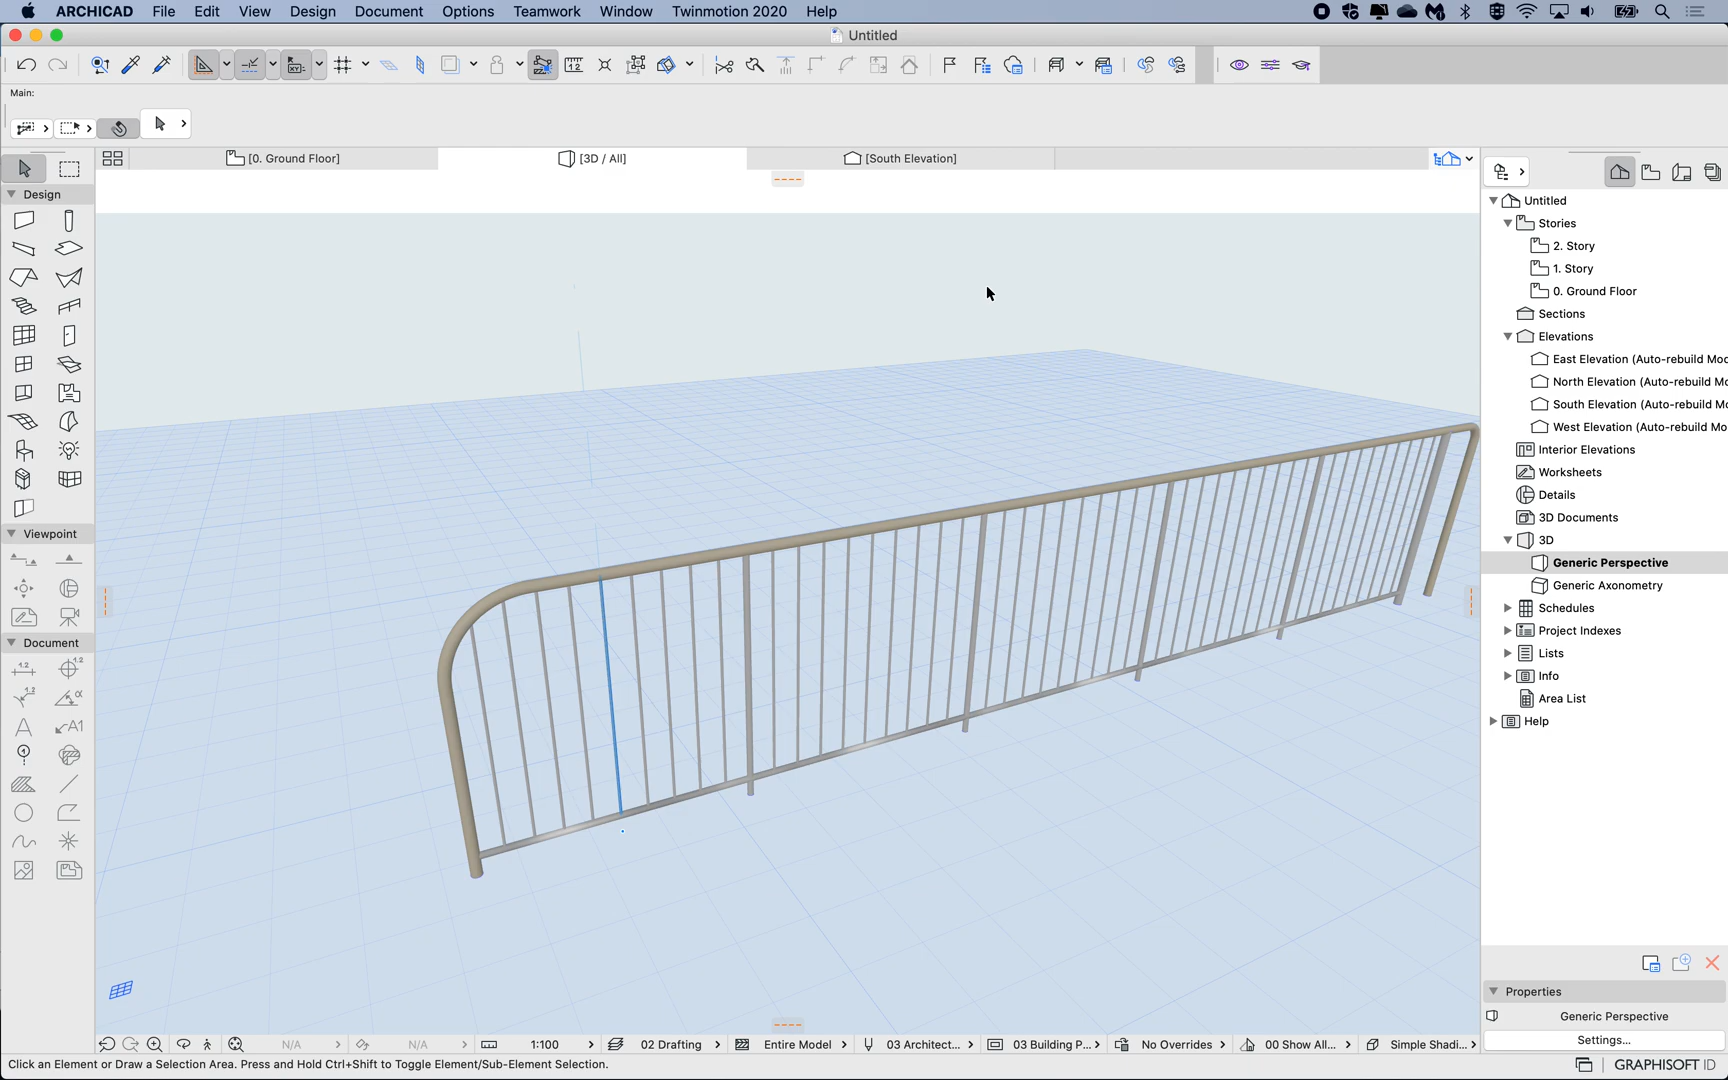 ARCHICAD File Edit View Design Document Options Teamwork Window Twinmotion 2020 Help
Untitled
Main:
[0. Ground Floor] [3D / All] [South Elevation]
Design
Viewpoint
Document
Untitled
Stories
2. Story
1. Story
0. Ground Floor
Sections
Elevations
East Elevation (Auto-rebuild Mod
North Elevation (Auto-rebuild Mo
South Elevation (Auto-rebuild Mo
West Elevation (Auto-rebuild Mo
Interior Elevations
Worksheets
Details
3D Documents
3D
Generic Perspective
Generic Axonometry
Schedules
Project Indexes
Lists
Info
Area List
Help
Properties
Generic Perspective
Settings...
N/A N/A 1:100 02 Drafting Entire Model 03 Architect... 03 Building P... No Overrides 00 Show All... Simple Shadi...
Click an Element or Draw a Selection Area. Press and Hold Ctrl+Shift to Toggle Element/Sub-Element Selection.
GRAPHISOFT ID